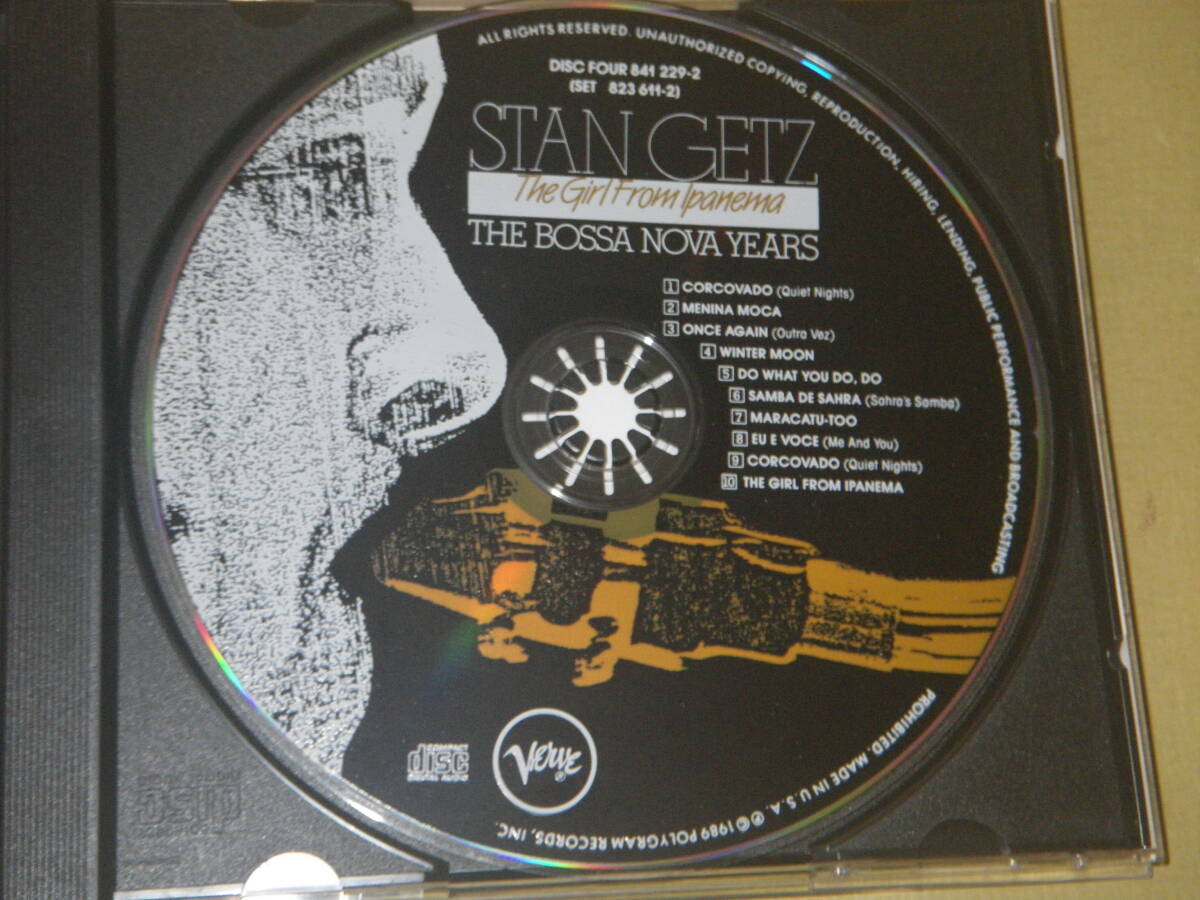 ALL RIGHTS RESERVED. UNAUTHORIZED COPYING, REPRODUCTION, HIRING, LENDING, PUBLIC PERFORMANCE AND BROADCASTING
PROHIBITED. MADE IN U.S.A. ℗ © 1989 POLYGRAM RECORDS, INC.
DISC FOUR 841 229-2
(SET 823 611-2)
STAN GETZ
The Girl From Ipanema
THE BOSSA NOVA YEARS
1 CORCOVADO (Quiet Nights)
2 MENINA MOCA
3 ONCE AGAIN (Outra Vez)
4 WINTER MOON
5 DO WHAT YOU DO, DO
6 SAMBA DE SAHRA (Sahra's Samba)
7 MARACATU-TOO
8 EU E VOCE (Me And You)
9 CORCOVADO (Quiet Nights)
10 THE GIRL FROM IPANEMA
COMPACT
disc
DIGITAL AUDIO
VERVE ®